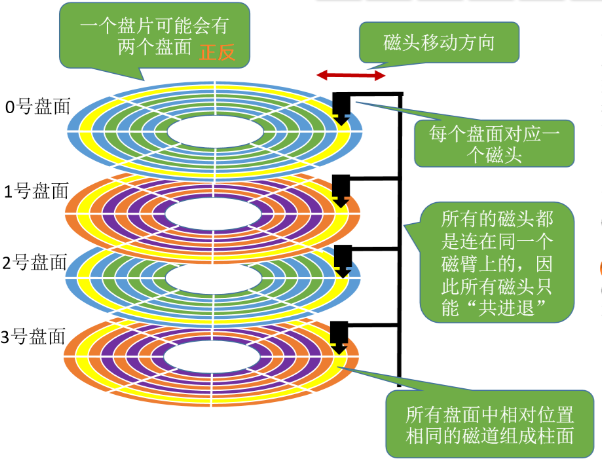 一个盘片可能会有
两个盘面 正反
磁头移动方向
0号盘面
每个盘面对应一
个磁头
1号盘面
所有的磁头都
是连在同一个
磁臂上的，因
此所有磁头只
能“共进退”
2号盘面
3号盘面
所有盘面中相对位置
相同的磁道组成柱面